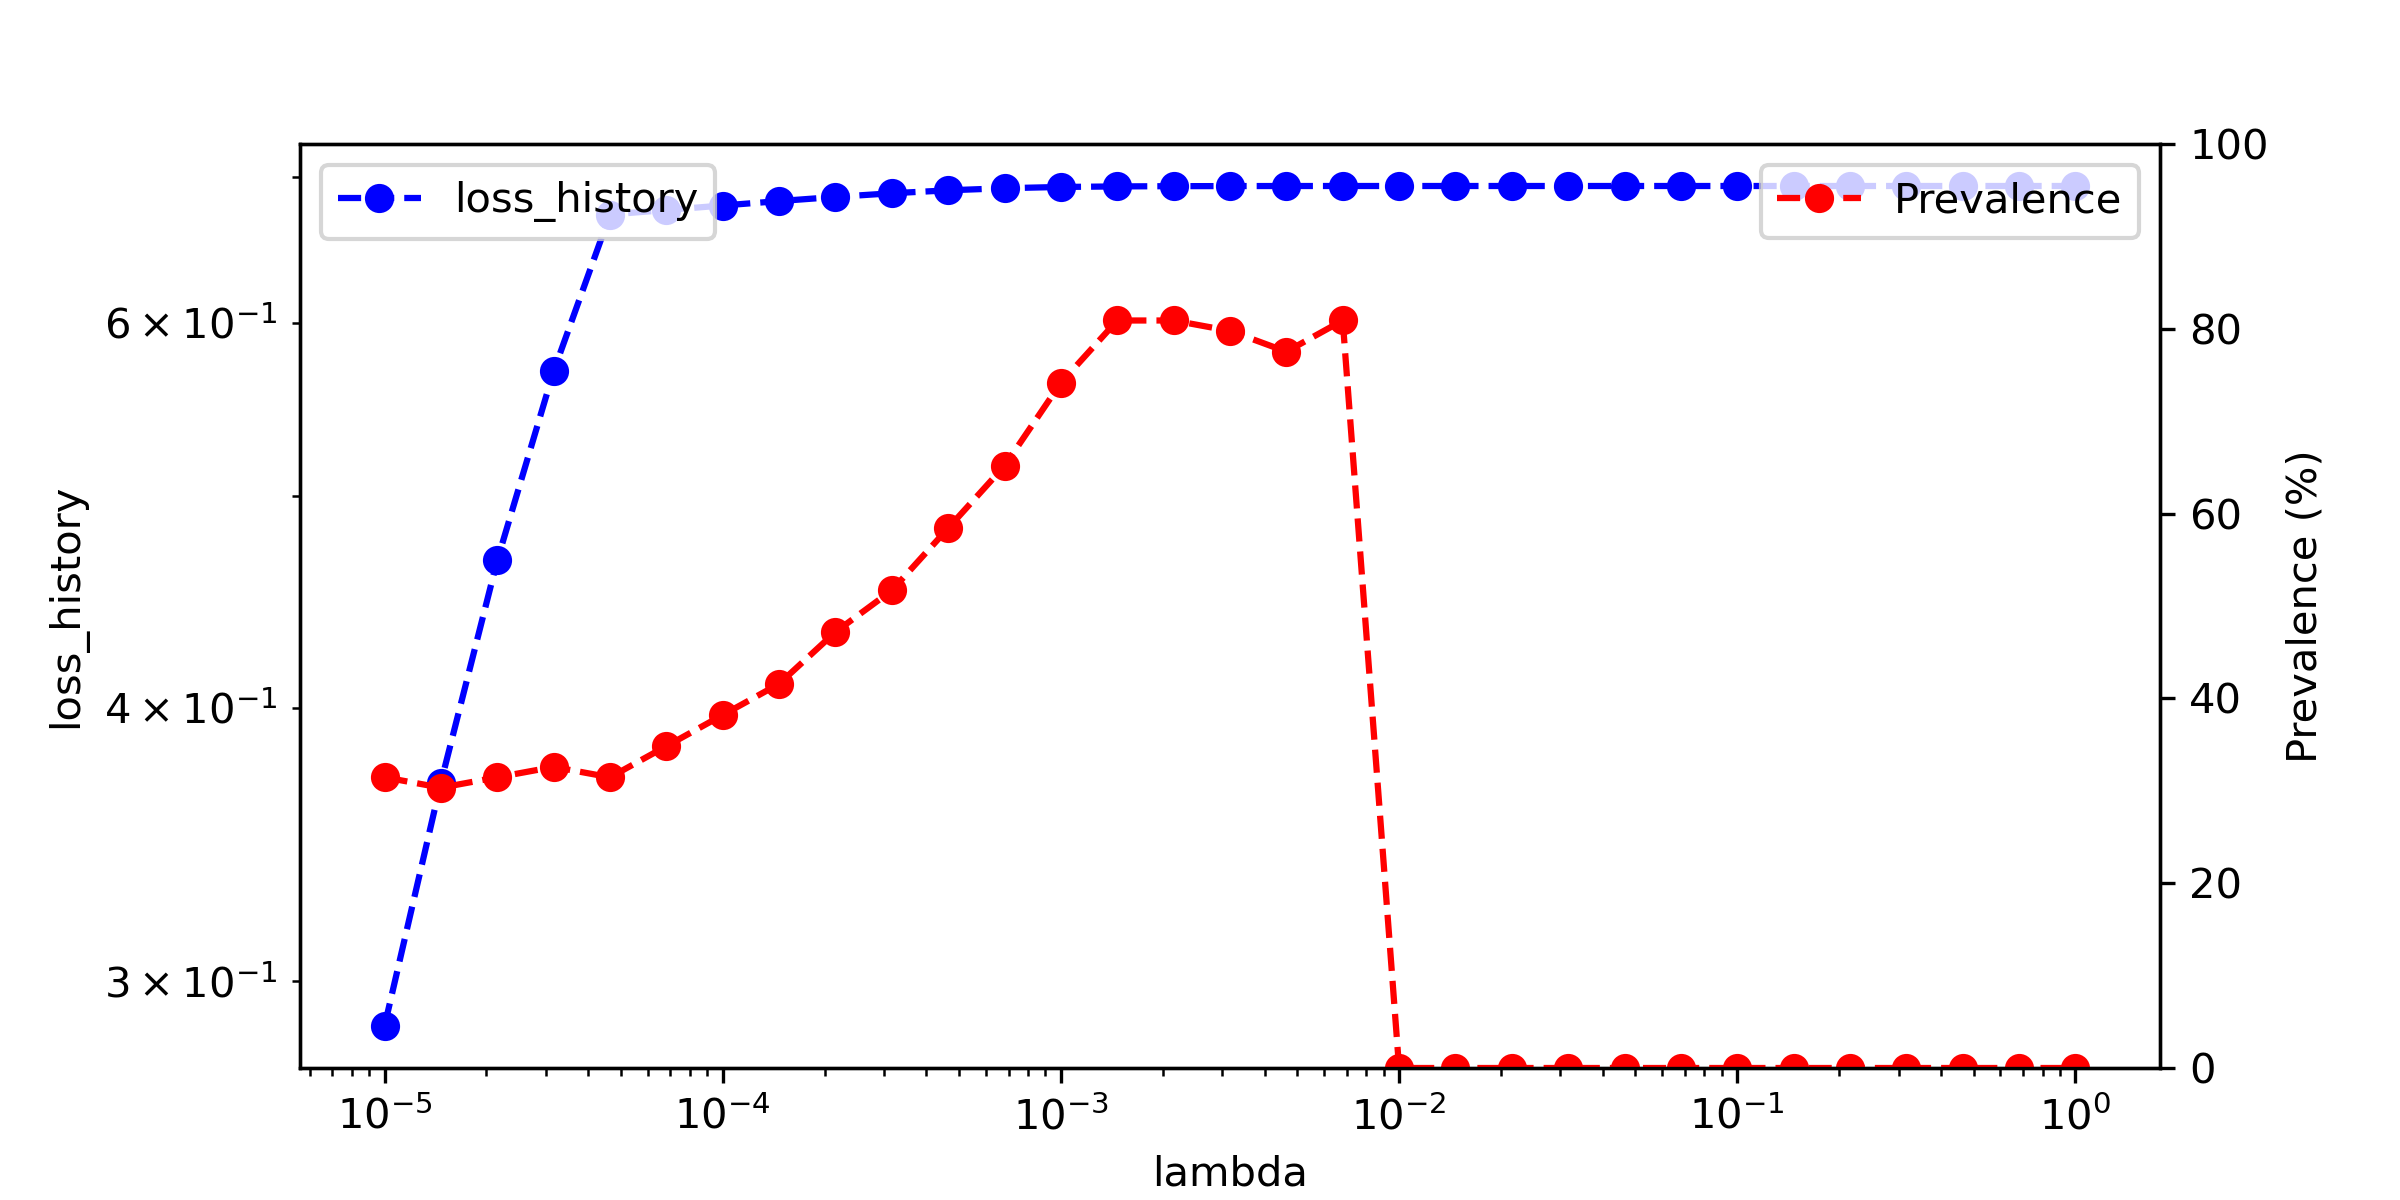 loss_history
Prevalence
loss_history
6 × 10⁻¹
4 × 10⁻¹
3 × 10⁻¹
100
80
60
40
20
0
Prevalence (%)
10⁻⁵ 10⁻⁴ 10⁻³ 10⁻² 10⁻¹ 10⁰
lambda